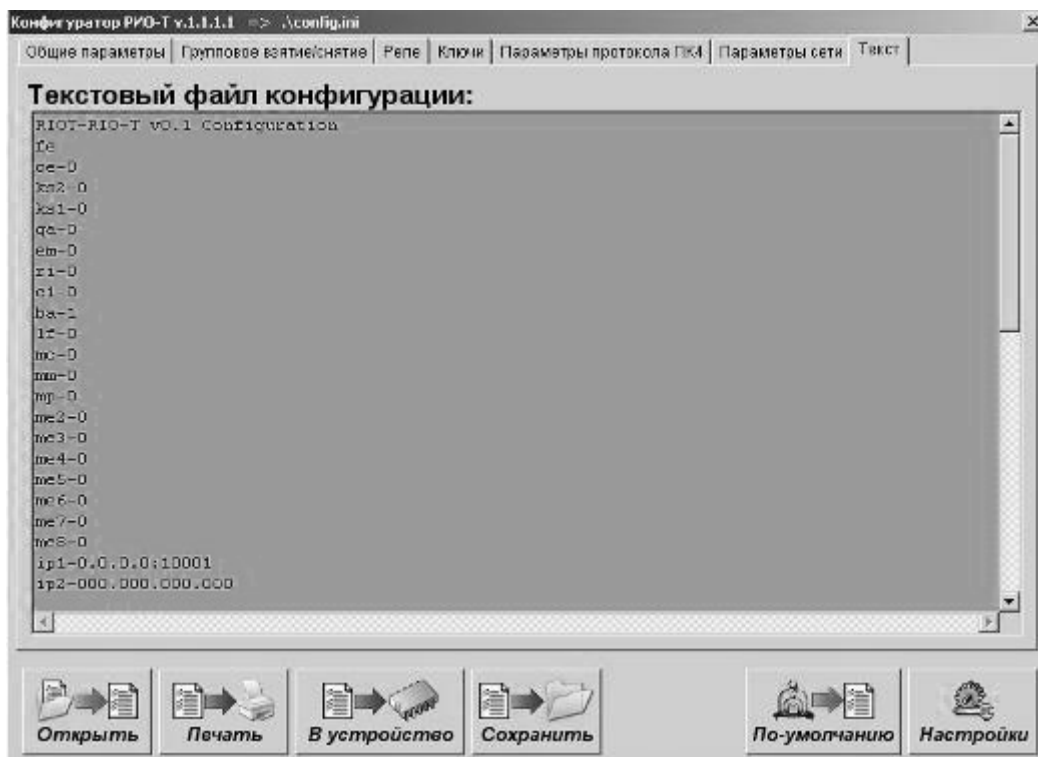 Конфигуратор РИО-Т v.1.1.1.1 => .\config.ini
Общие параметры Групповое взятие/снятие Реле Ключи Параметры протокола ПК4 Параметры сети Текст
Текстовый файл конфигурации:
RIOT-RIO-T v0.1 Configuration
fe
ce-0
ks2-0
ks1-0
qa-0
em-0
ri-0
ci-0
ba-1
lf-0
mc-0
mm-0
mp-0
me2-0
me3-0
me4-0
me5-0
me6-0
me7-0
me8-0
ip1-0.0.0.0:10001
ip2-000.000.000.000
Открыть Печать В устройство Сохранить По-умолчанию Настройки